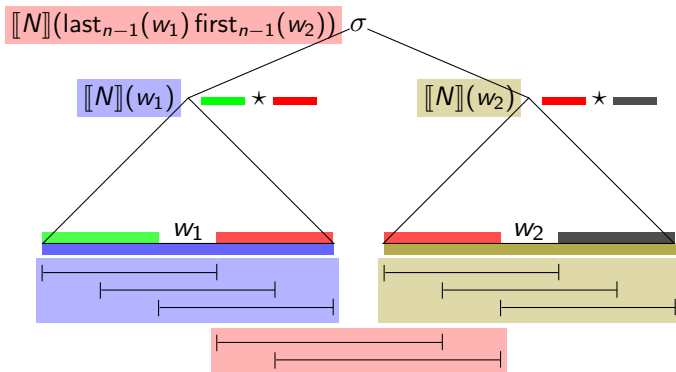 ⟦N⟧(last_{n−1}(w_1) first_{n−1}(w_2)) σ
⟦N⟧(w_1) ⋆ ⟦N⟧(w_2) ⋆
w_1 w_2